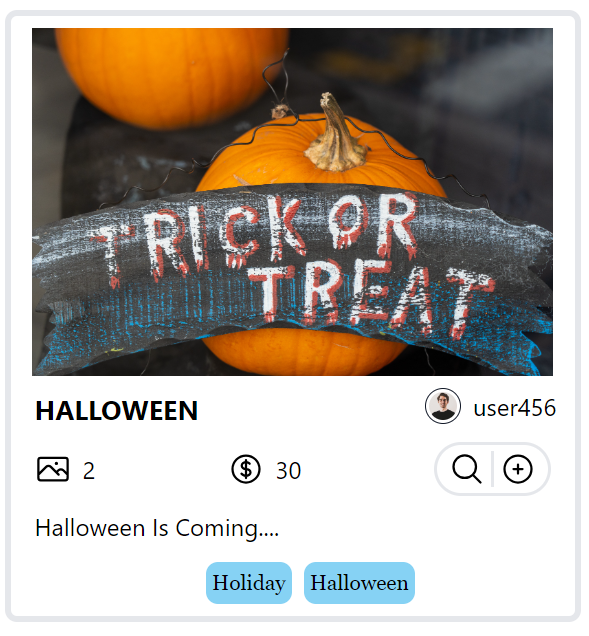 TRICK OR
TREAT
HALLOWEEN
user456
2
30
Halloween Is Coming....
Holiday
Halloween